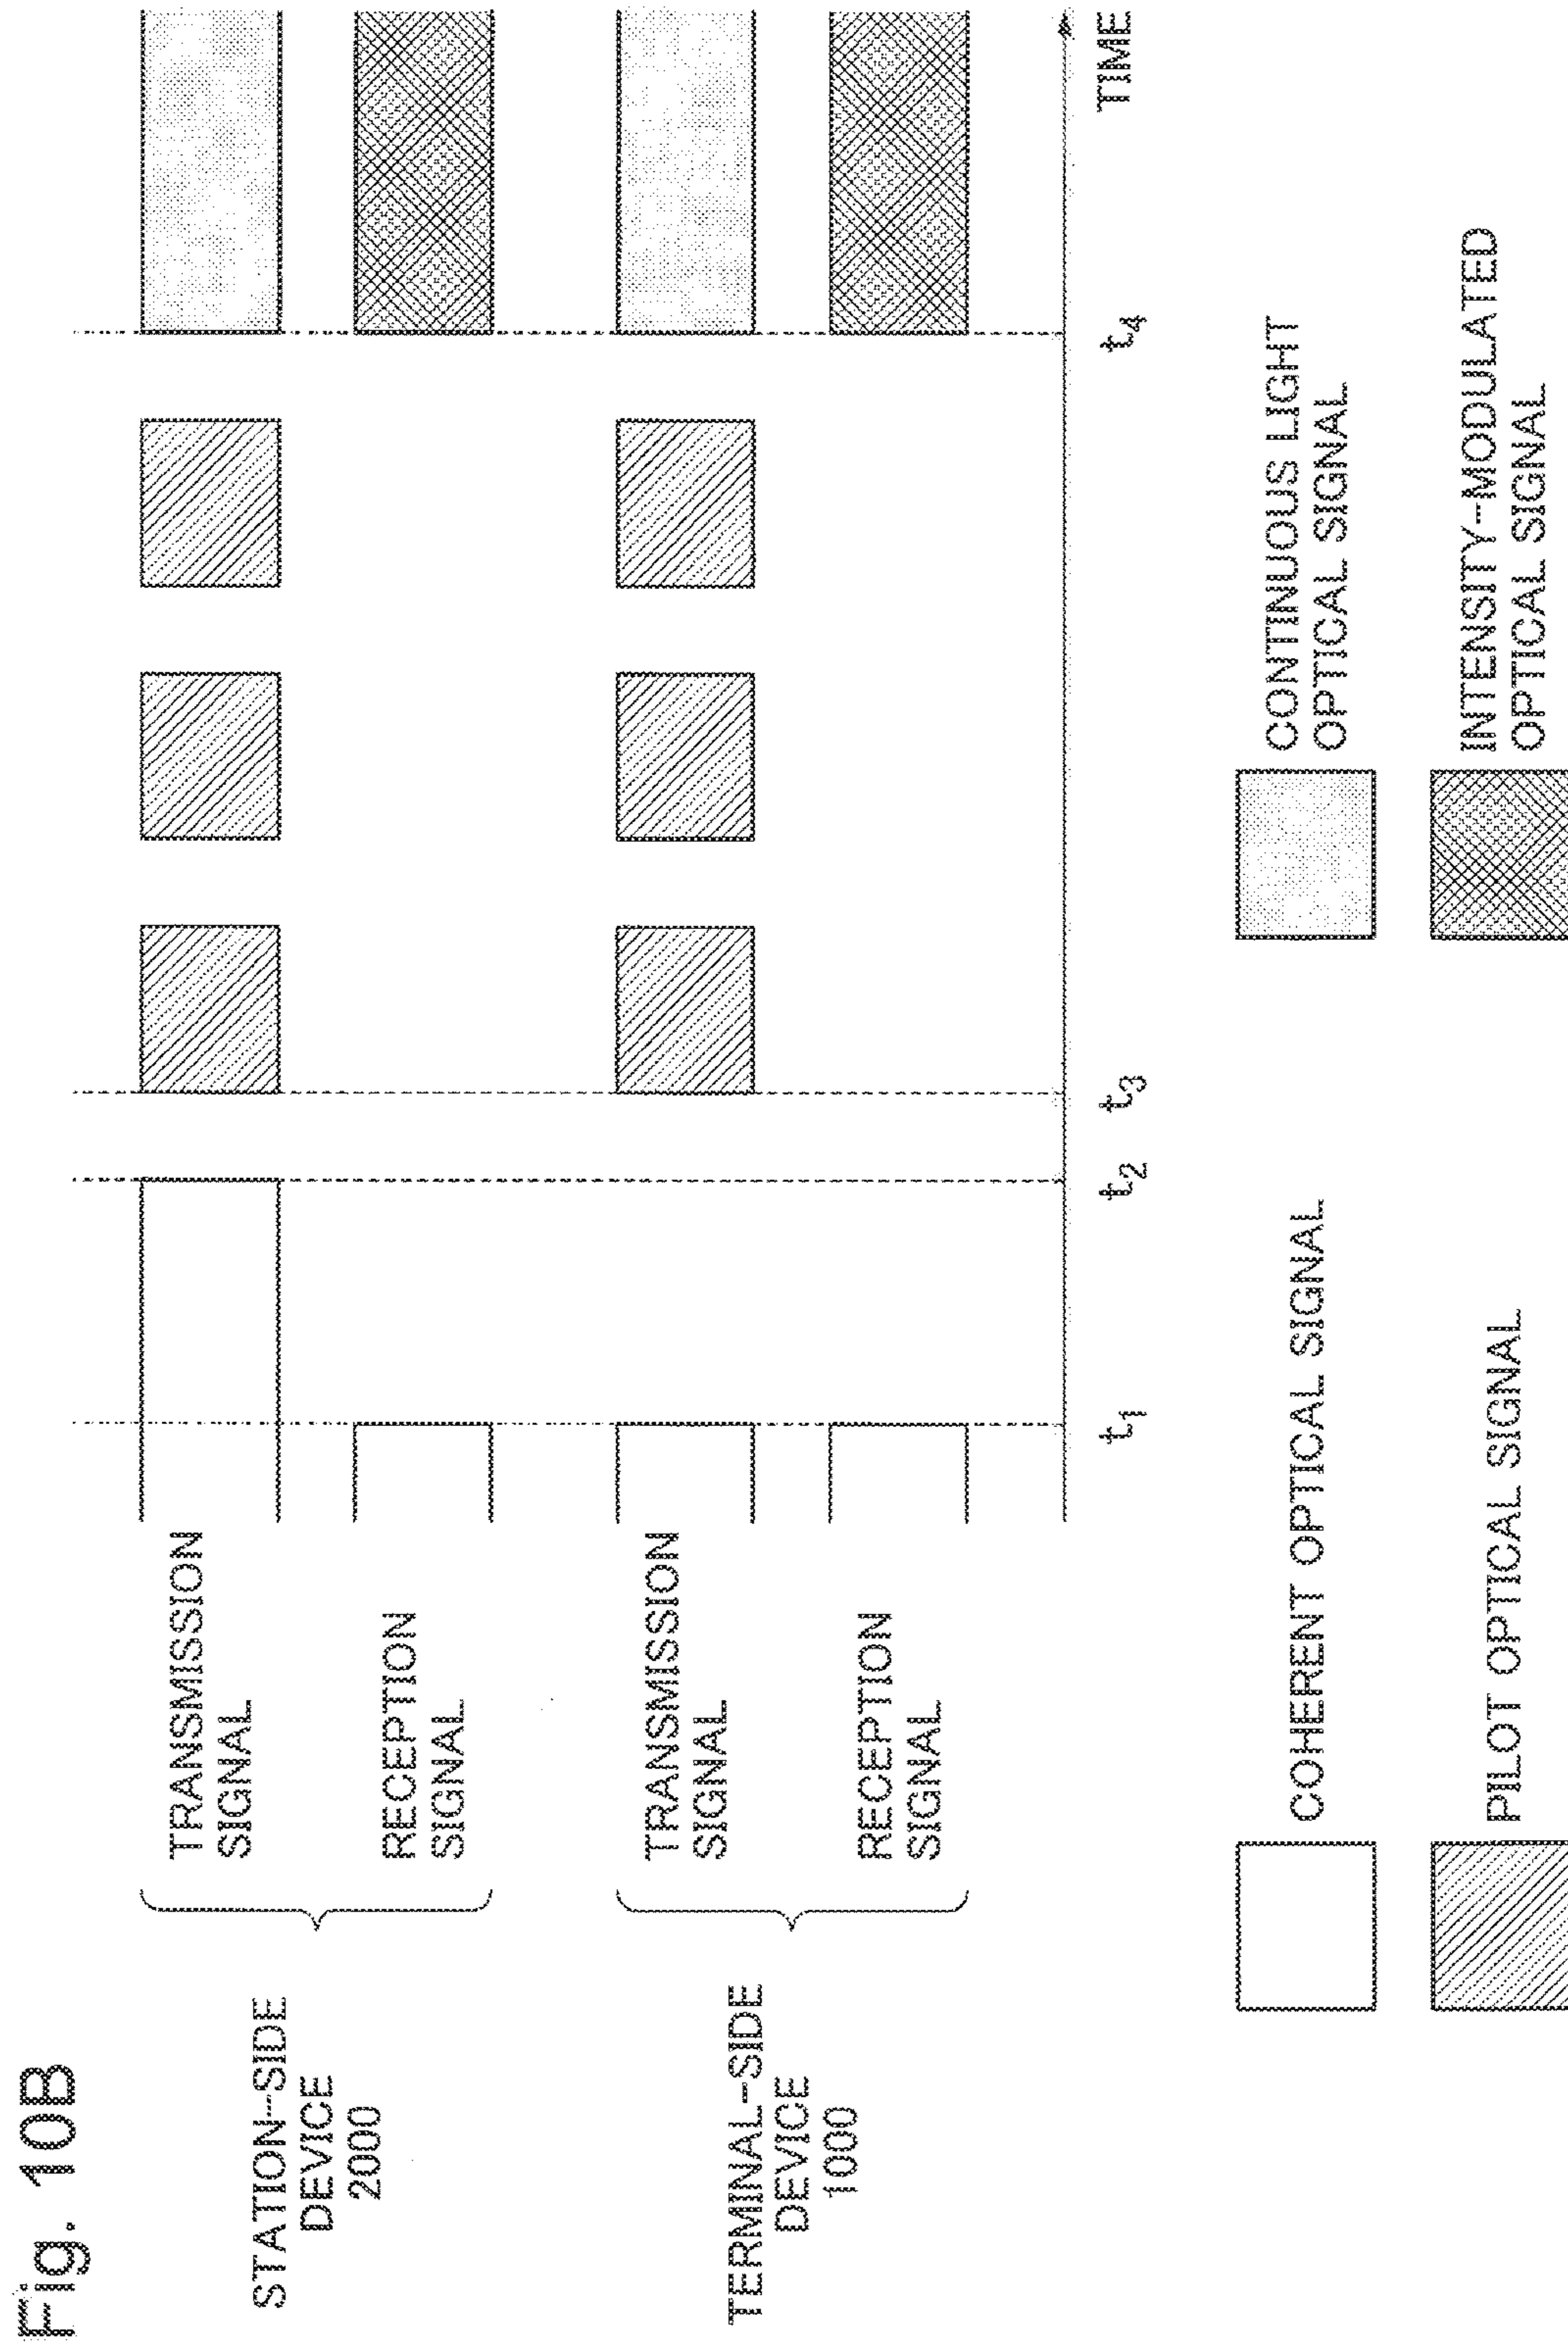 Fig. 10B
STATION-SIDE
DEVICE
2000
TRANSMISSION
SIGNAL
RECEPTION
SIGNAL
TERMINAL-SIDE
DEVICE
1000
TRANSMISSION
SIGNAL
RECEPTION
SIGNAL
t1
t2
t3
t4
TIME
COHERENT OPTICAL SIGNAL
CONTINUOUS LIGHT
OPTICAL SIGNAL
PILOT OPTICAL SIGNAL
INTENSITY-MODULATED
OPTICAL SIGNAL